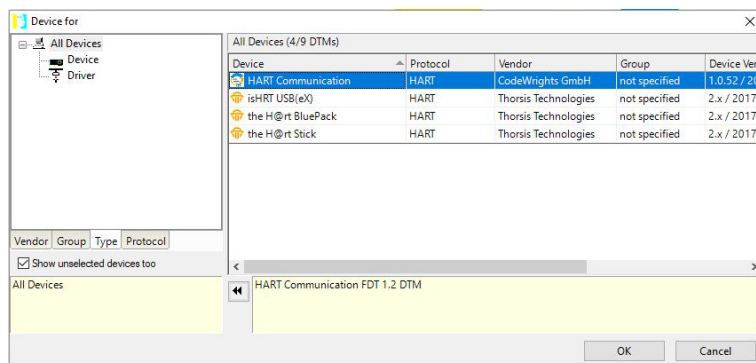 Device for
All Devices
Device
Driver
Vendor Group Type Protocol
Show unselected devices too
All Devices
All Devices (4/9 DTMs)
Device Protocol Vendor Group Device Ver
HART Communication HART CodeWrights GmbH not specified 1.0.52 / 20
isHRT USB(eX) HART Thorsis Technologies not specified 2.x / 2017
the H@rt BluePack HART Thorsis Technologies not specified 2.x / 2017
the H@rt Stick HART Thorsis Technologies not specified 2.x / 2017
HART Communication FDT 1.2 DTM
OK Cancel